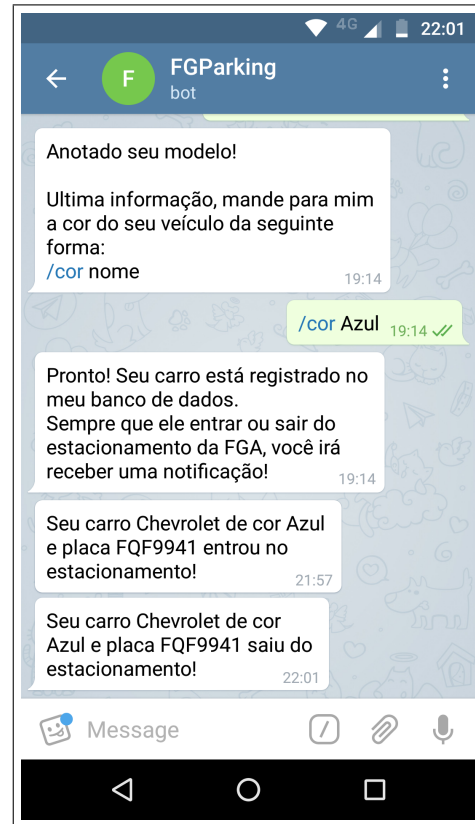 4G 22:01
F FGParking
bot
Anotado seu modelo!
Ultima informação, mande para mim
a cor do seu veículo da seguinte
forma:
/cor nome 19:14
/cor Azul 19:14
Pronto! Seu carro está registrado no
meu banco de dados.
Sempre que ele entrar ou sair do
estacionamento da FGA, você irá
receber uma notificação! 19:14
Seu carro Chevrolet de cor Azul
e placa FQF9941 entrou no
estacionamento! 21:57
Seu carro Chevrolet de cor
Azul e placa FQF9941 saiu do
estacionamento! 22:01
Message /